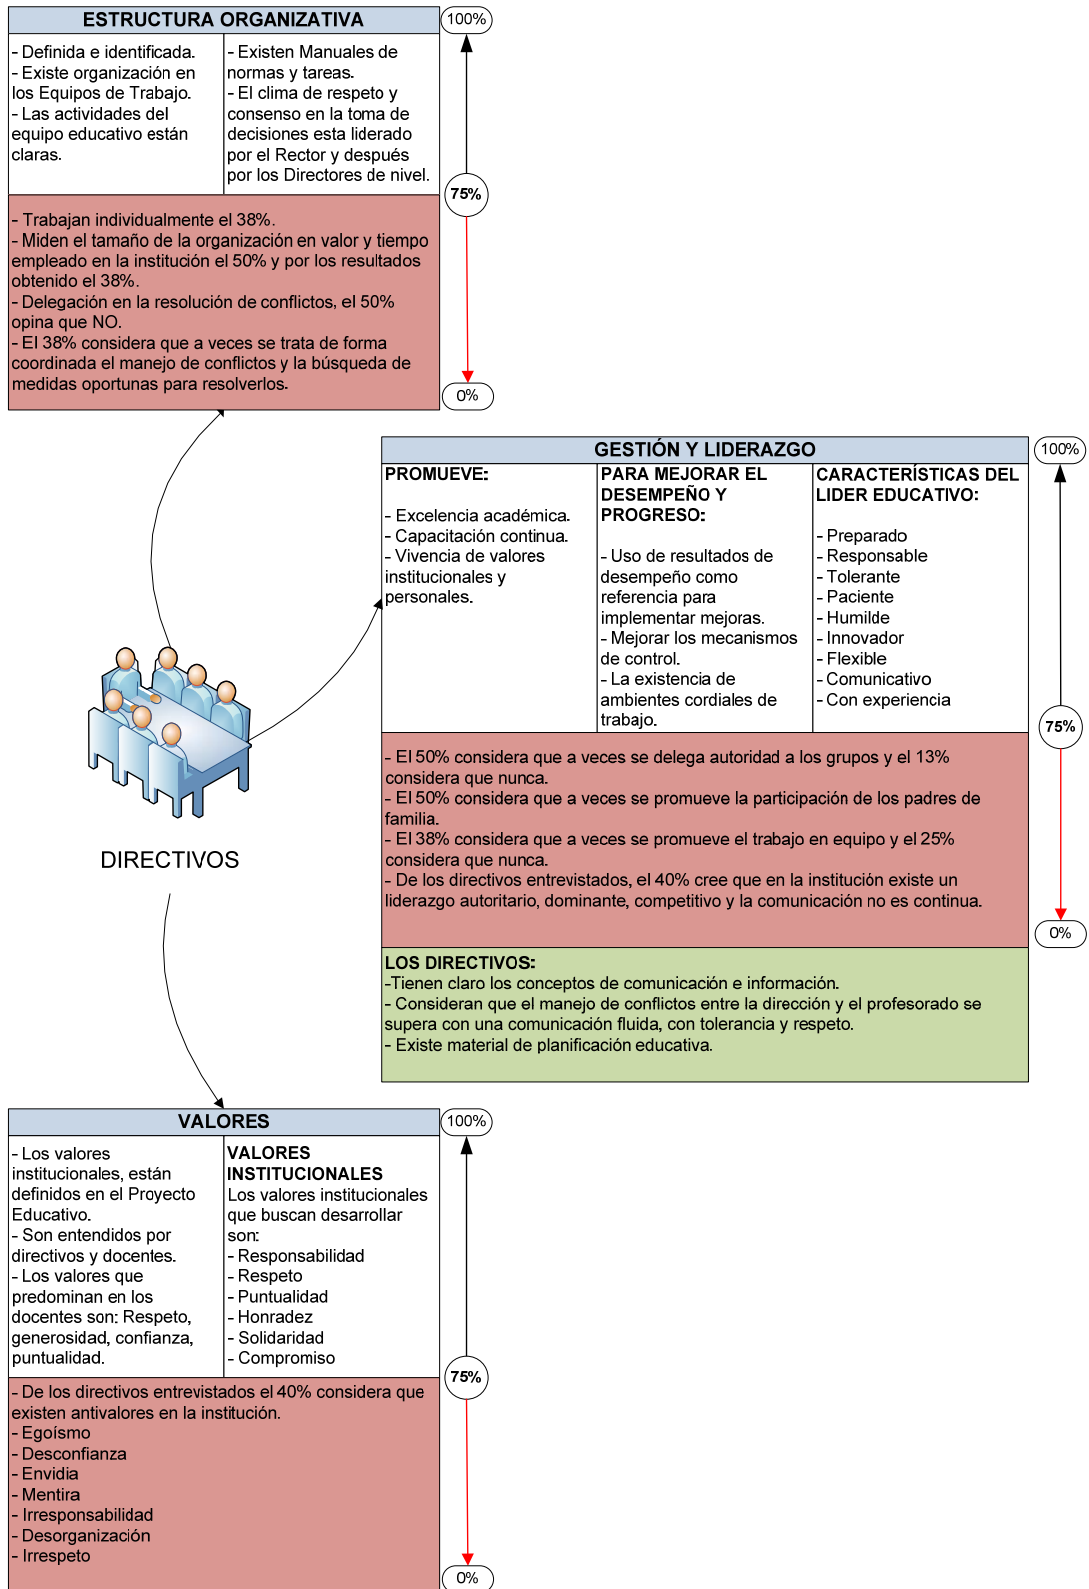 ESTRUCTURA ORGANIZATIVA
100%
- Definida e identificada.
- Existe organización en
los Equipos de Trabajo.
- Las actividades del
equipo educativo están
claras.
- Existen Manuales de
normas y tareas.
- El clima de respeto y
consenso en la toma de
decisiones esta liderado
por el Rector y después
por los Directores de nivel.
75%
- Trabajan individualmente el 38%.
- Miden el tamaño de la organización en valor y tiempo
empleado en la institución el 50% y por los resultados
obtenido el 38%.
- Delegación en la resolución de conflictos, el 50%
opina que NO.
- El 38% considera que a veces se trata de forma
coordinada el manejo de conflictos y la búsqueda de
medidas oportunas para resolverlos.
0%
GESTIÓN Y LIDERAZGO
100%
PROMUEVE:
- Excelencia académica.
- Capacitación continua.
- Vivencia de valores
institucionales y
personales.
PARA MEJORAR EL
DESEMPEÑO Y
PROGRESO:
- Uso de resultados de
desempeño como
referencia para
implementar mejoras.
- Mejorar los mecanismos
de control.
- La existencia de
ambientes cordiales de
trabajo.
CARACTERÍSTICAS DEL
LIDER EDUCATIVO:
- Preparado
- Responsable
- Tolerante
- Paciente
- Humilde
- Innovador
- Flexible
- Comunicativo
- Con experiencia
75%
- El 50% considera que a veces se delega autoridad a los grupos y el 13%
considera que nunca.
- El 50% considera que a veces se promueve la participación de los padres de
familia.
- El 38% considera que a veces se promueve el trabajo en equipo y el 25%
considera que nunca.
- De los directivos entrevistados, el 40% cree que en la institución existe un
liderazgo autoritario, dominante, competitivo y la comunicación no es continua.
0%
LOS DIRECTIVOS:
-Tienen claro los conceptos de comunicación e información.
- Consideran que el manejo de conflictos entre la dirección y el profesorado se
supera con una comunicación fluida, con tolerancia y respeto.
- Existe material de planificación educativa.
DIRECTIVOS
VALORES
100%
- Los valores
institucionales, están
definidos en el Proyecto
Educativo.
- Son entendidos por
directivos y docentes.
- Los valores que
predominan en los
docentes son: Respeto,
generosidad, confianza,
puntualidad.
VALORES
INSTITUCIONALES
Los valores institucionales
que buscan desarrollar
son:
- Responsabilidad
- Respeto
- Puntualidad
- Honradez
- Solidaridad
- Compromiso
75%
- De los directivos entrevistados el 40% considera que
existen antivalores en la institución.
- Egoísmo
- Desconfianza
- Envidia
- Mentira
- Irresponsabilidad
- Desorganización
- Irrespeto
0%